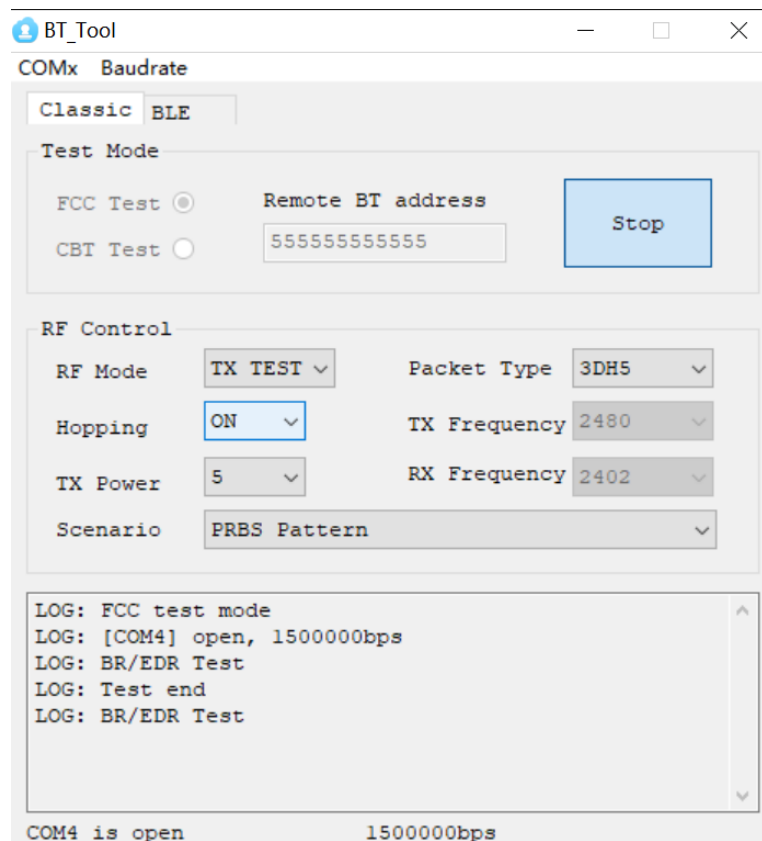 BT_Tool
COMx Baudrate
Classic BLE
Test Mode
FCC Test
Remote BT address
Stop
CBT Test
555555555555
RF Control
RF Mode TX TEST Packet Type 3DH5
Hopping ON TX Frequency 2480
TX Power 5 RX Frequency 2402
Scenario PRBS Pattern
LOG: FCC test mode
LOG: [COM4] open, 1500000bps
LOG: BR/EDR Test
LOG: Test end
LOG: BR/EDR Test
COM4 is open 1500000bps